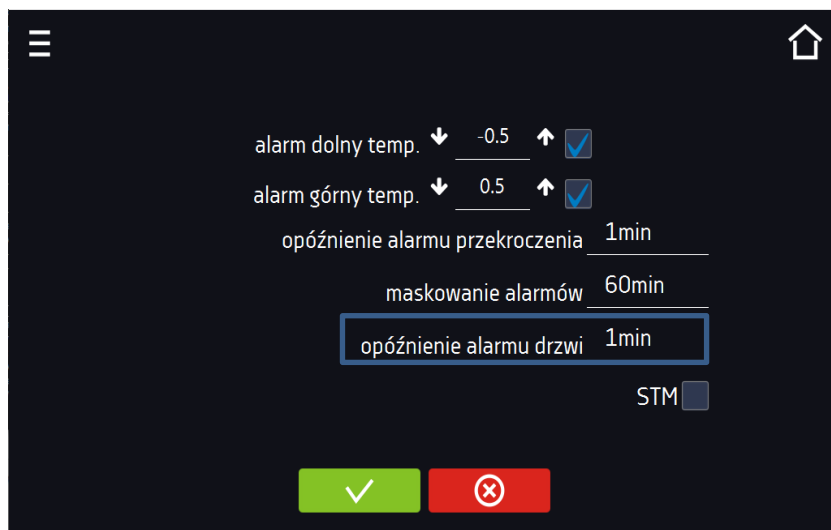 alarm dolny temp. -0.5
alarm górny temp. 0.5
opóźnienie alarmu przekroczenia 1min
maskowanie alarmów 60min
opóźnienie alarmu drzwi 1min
STM